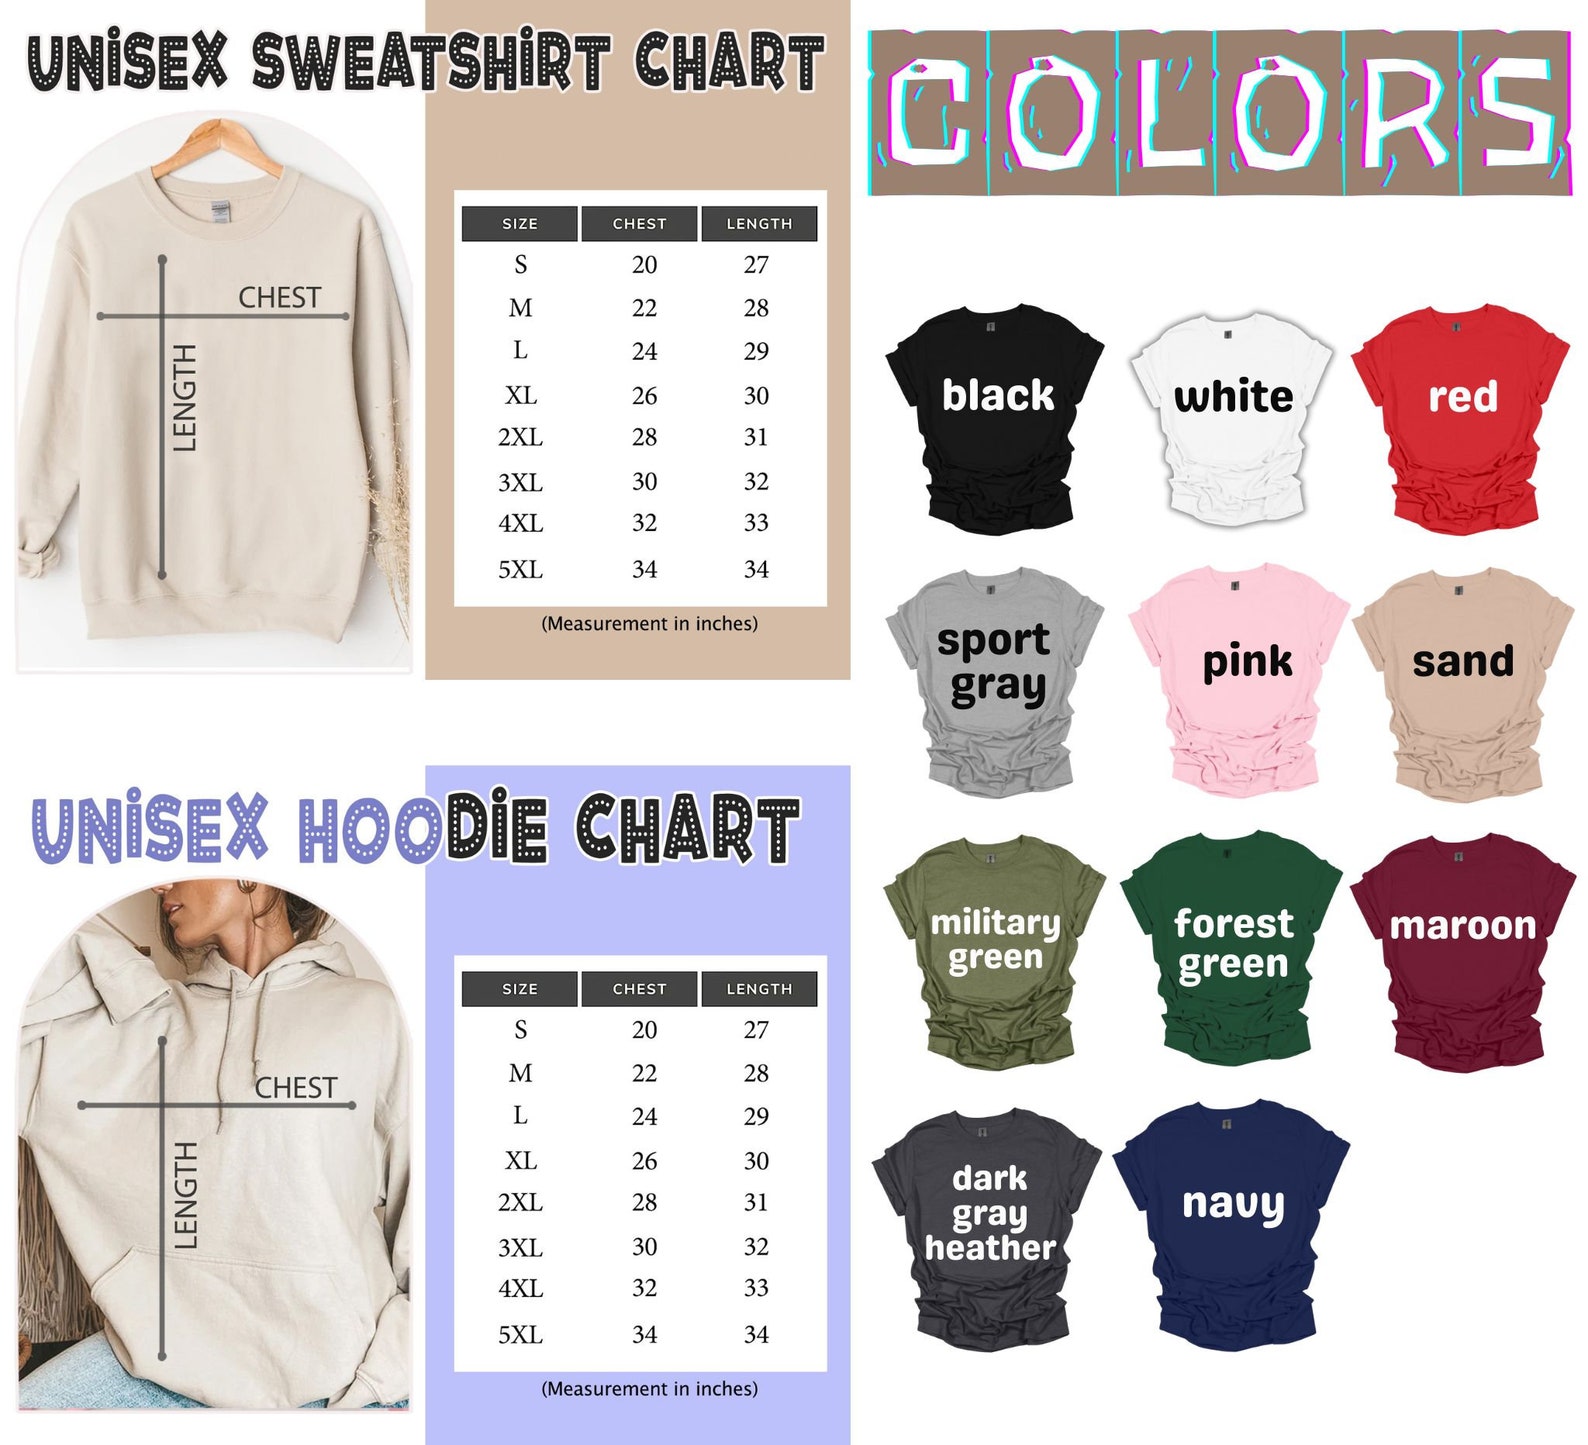 UNISEX SWEATSHIRT CHART
CHEST
LENGTH
SIZE CHEST LENGTH
S 20 27
M 22 28
L 24 29
XL 26 30
2XL 28 31
3XL 30 32
4XL 32 33
5XL 34 34
(Measurement in inches)
UNISEX HOODIE CHART
CHEST
LENGTH
SIZE CHEST LENGTH
S 20 27
M 22 28
L 24 29
XL 26 30
2XL 28 31
3XL 30 32
4XL 32 33
5XL 34 34
(Measurement in inches)
COLORS
black
white
red
sport
gray
pink
sand
military
green
forest
green
maroon
dark
gray
heather
navy